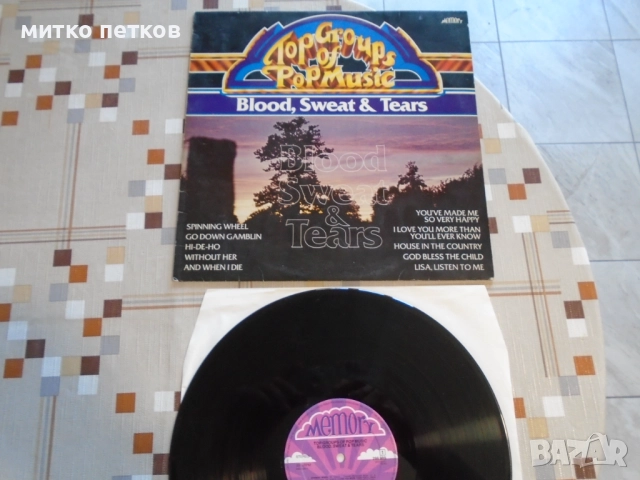 митко петков
Top Groups
of
Pop Music
Blood, Sweat & Tears
Blood
Sweat
&
Tears
SPINNING WHELL
GO DOWN GAMBLIN
HI-DE-HO
WITHOUT HER
AND WHEN I DIE
YOU'VE MADE ME
SO VERY HAPPY
I LOVE YOU MORE THAN
YOU'LL EVER KNOW
HOUSE IN THE COUNTRY
GOD BLESS THE CHILD
LISA, LISTEN TO ME
Memory
BAZAR